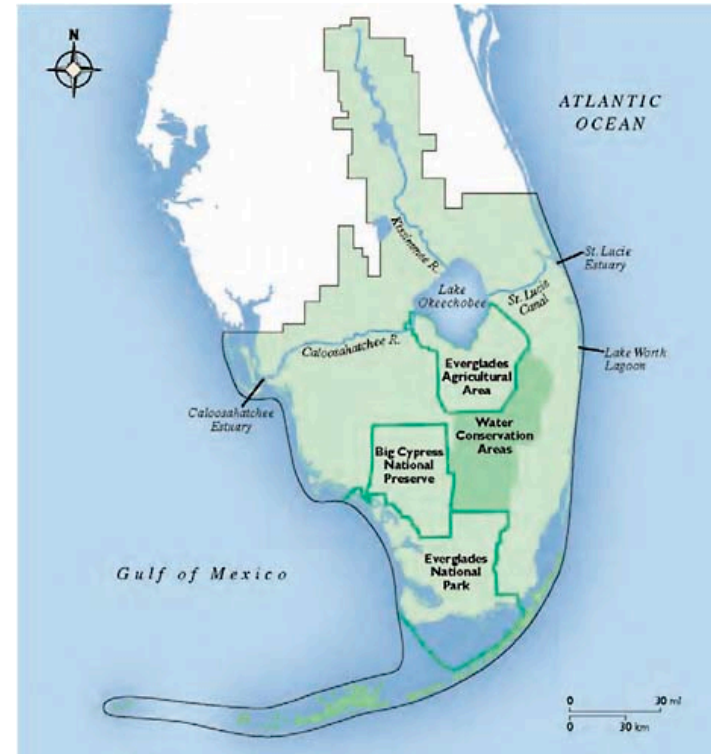 N
ATLANTIC
OCEAN
Kissimmee R.
St. Lucie
Estuary
Lake
Okeechobee
St. Lucie
Canal
Caloosahatchee R.
Lake Worth
Lagoon
Everglades
Agricultural
Area
Caloosahatchee
Estuary
Water
Conservation
Areas
Big Cypress
National
Preserve
Everglades
National
Park
Gulf of Mexico
0 30 mi
0 30 km